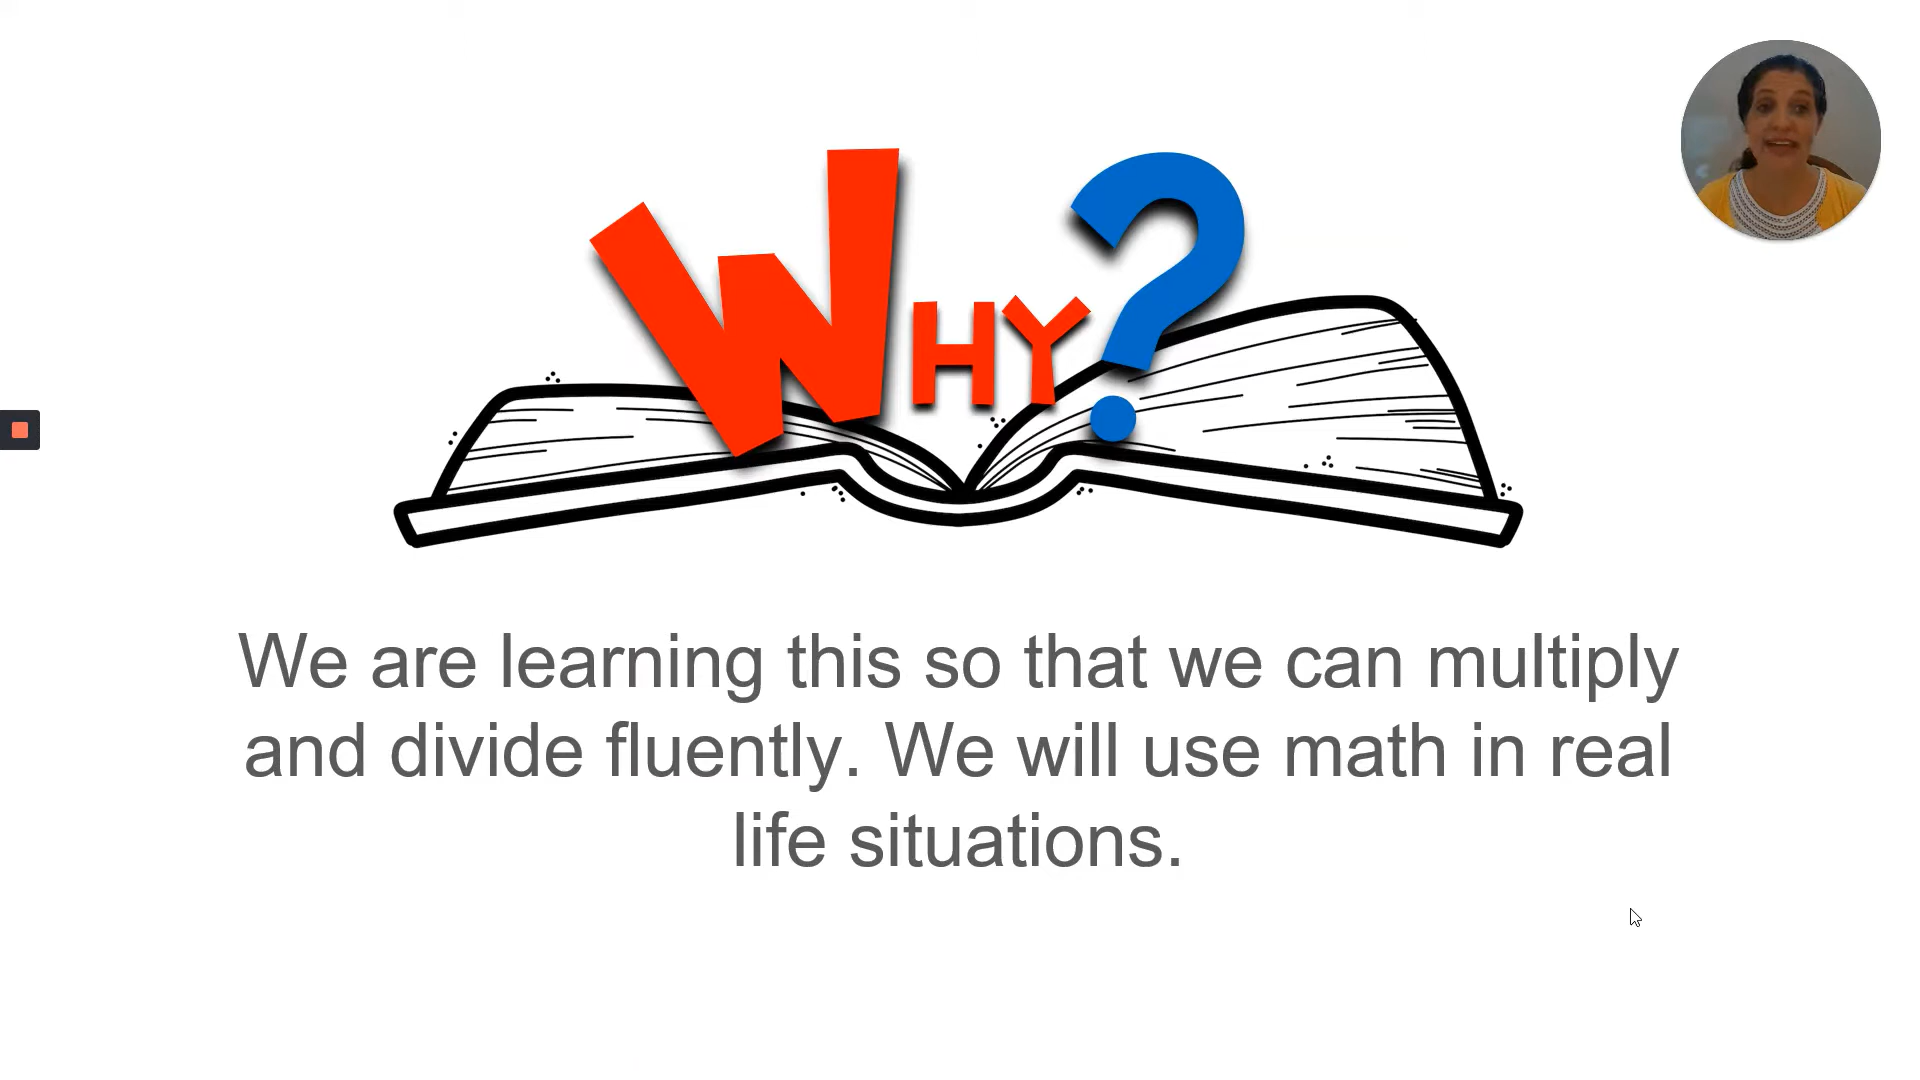 Why?
We are learning this so that we can multiply
and divide fluently. We will use math in real
life situations.